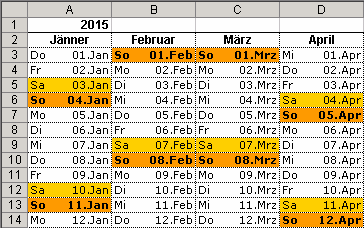 A B C D
1 2015
2 Jänner Februar März April
3 Do 01.Jan So 01.Feb So 01.Mrz Mi 01.Apr
4 Fr 02.Jan Mo 02.Feb Mo 02.Mrz Do 02.Apr
5 Sa 03.Jan Di 03.Feb Di 03.Mrz Fr 03.Apr
6 So 04.Jan Mi 04.Feb Mi 04.Mrz Sa 04.Apr
7 Mo 05.Jan Do 05.Feb Do 05.Mrz So 05.Apr
8 Di 06.Jan Fr 06.Feb Fr 06.Mrz Mo 06.Apr
9 Mi 07.Jan Sa 07.Feb Sa 07.Mrz Di 07.Apr
10 Do 08.Jan So 08.Feb So 08.Mrz Mi 08.Apr
11 Fr 09.Jan Mo 09.Feb Mo 09.Mrz Do 09.Apr
12 Sa 10.Jan Di 10.Feb Di 10.Mrz Fr 10.Apr
13 So 11.Jan Mi 11.Feb Mi 11.Mrz Sa 11.Apr
14 Mo 12.Jan Do 12.Feb Do 12.Mrz So 12.Apr